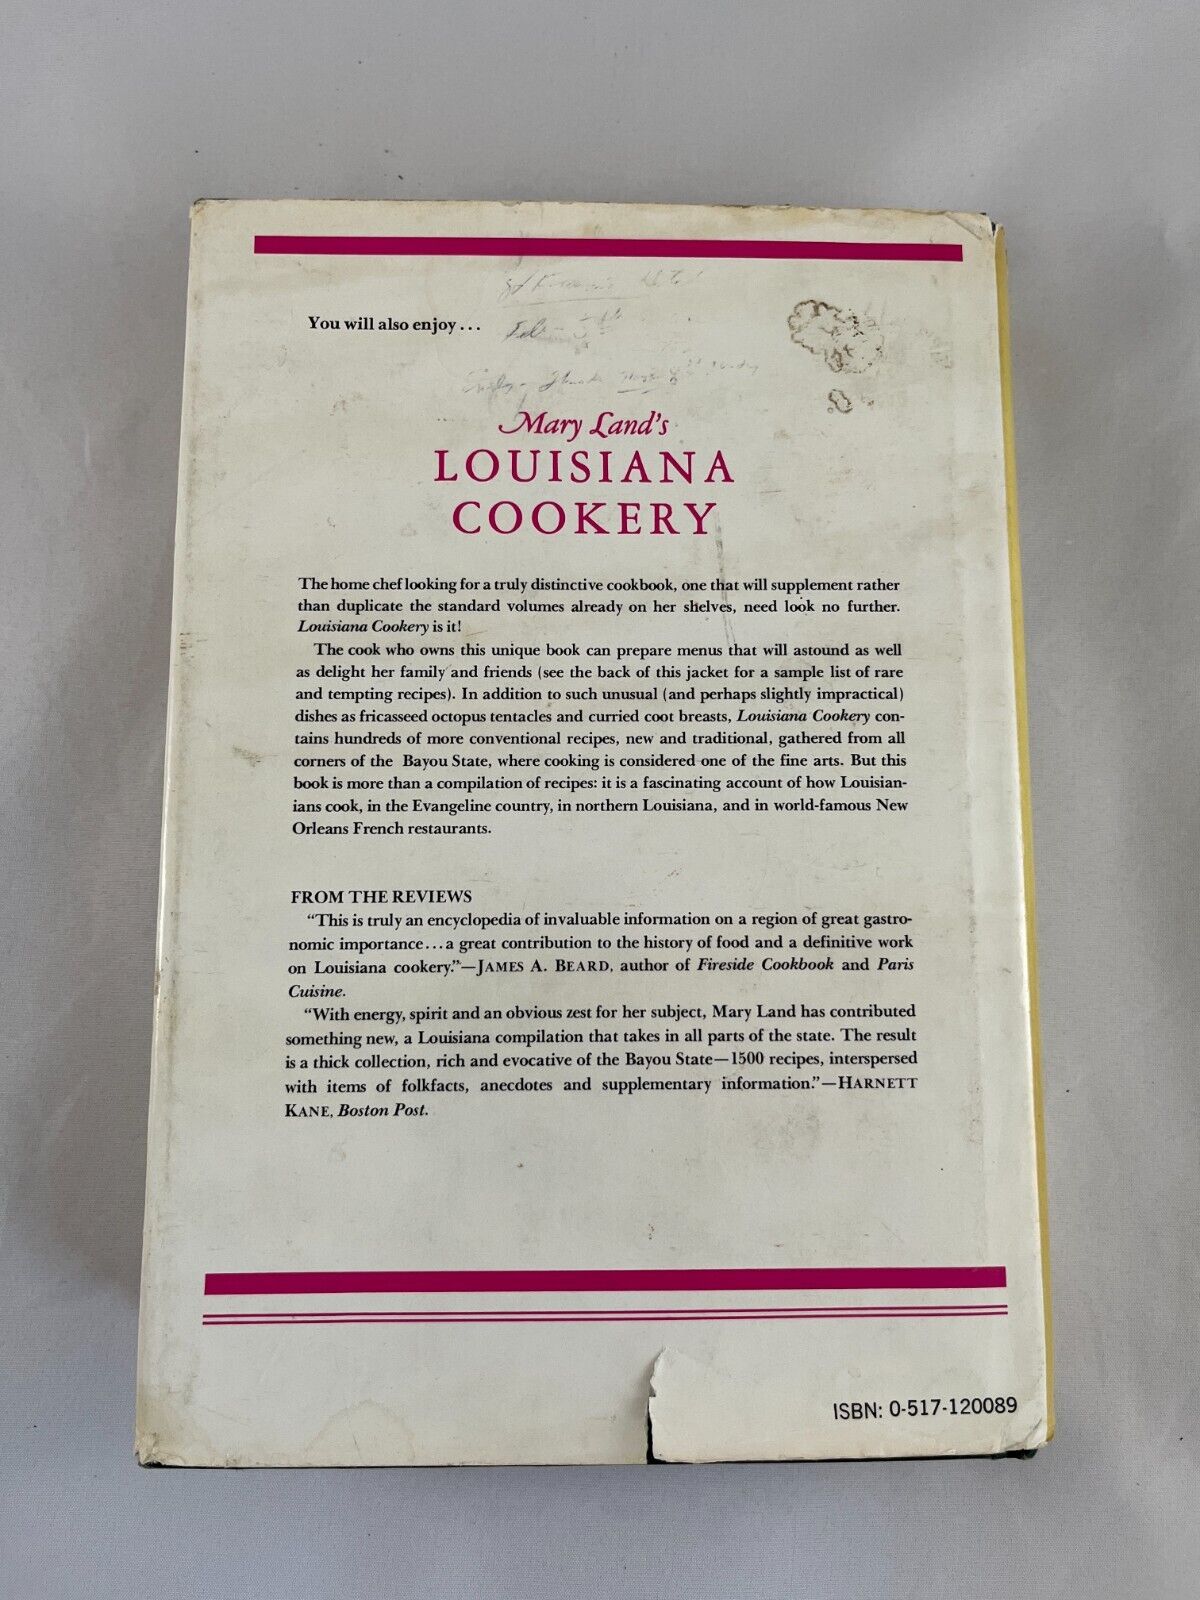 You will also enjoy...
Mary Land's
LOUISIANA
COOKERY
The home chef looking for a truly distinctive cookbook, one that will supplement rather
than duplicate the standard volumes already on her shelves, need look no further.
Louisiana Cookery is it!
The cook who owns this unique book can prepare menus that will astound as well
as delight her family and friends (see the back of this jacket for a sample list of rare
and tempting recipes). In addition to such unusual (and perhaps slightly impractical)
dishes as fricasseed octopus tentacles and curried coot breasts, Louisiana Cookery con-
tains hundreds of more conventional recipes, new and traditional, gathered from all
corners of the Bayou State, where cooking is considered one of the fine arts. But this
book is more than a compilation of recipes: it is a fascinating account of how Louisian-
ians cook, in the Evangeline country, in northern Louisiana, and in world-famous New
Orleans French restaurants.
FROM THE REVIEWS
"This is truly an encyclopedia of invaluable information on a region of great gastro-
nomic importance...a great contribution to the history of food and a definitive work
on Louisiana cookery."—JAMES A. BEARD, author of Fireside Cookbook and Paris
Cuisine.
"With energy, spirit and an obvious zest for her subject, Mary Land has contributed
something new, a Louisiana compilation that takes in all parts of the state. The result
is a thick collection, rich and evocative of the Bayou State—1500 recipes, interspersed
with items of folkfacts, anecdotes and supplementary information."—HARNETT
KANE, Boston Post.
ISBN: 0-517-120089